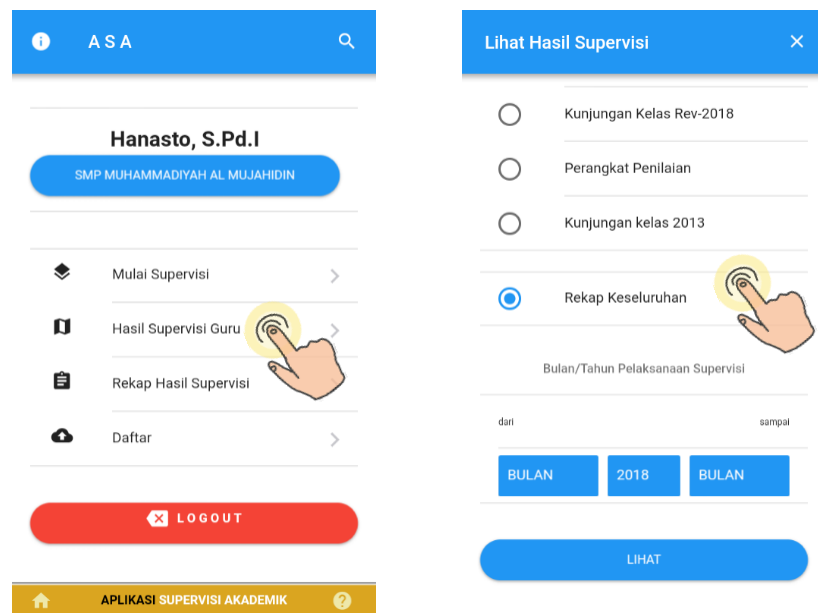 A S A
Hanasto, S.Pd.I
SMP MUHAMMADIYAH AL MUJAHIDIN
Mulai Supervisi
Hasil Supervisi Guru
Rekap Hasil Supervisi
Daftar
L O G O U T
APLIKASI SUPERVISI AKADEMIK
Lihat Hasil Supervisi
Kunjungan Kelas Rev-2018
Perangkat Penilaian
Kunjungan kelas 2013
Rekap Keseluruhan
Bulan/Tahun Pelaksanaan Supervisi
dari sampai
BULAN 2018 BULAN
LIHAT